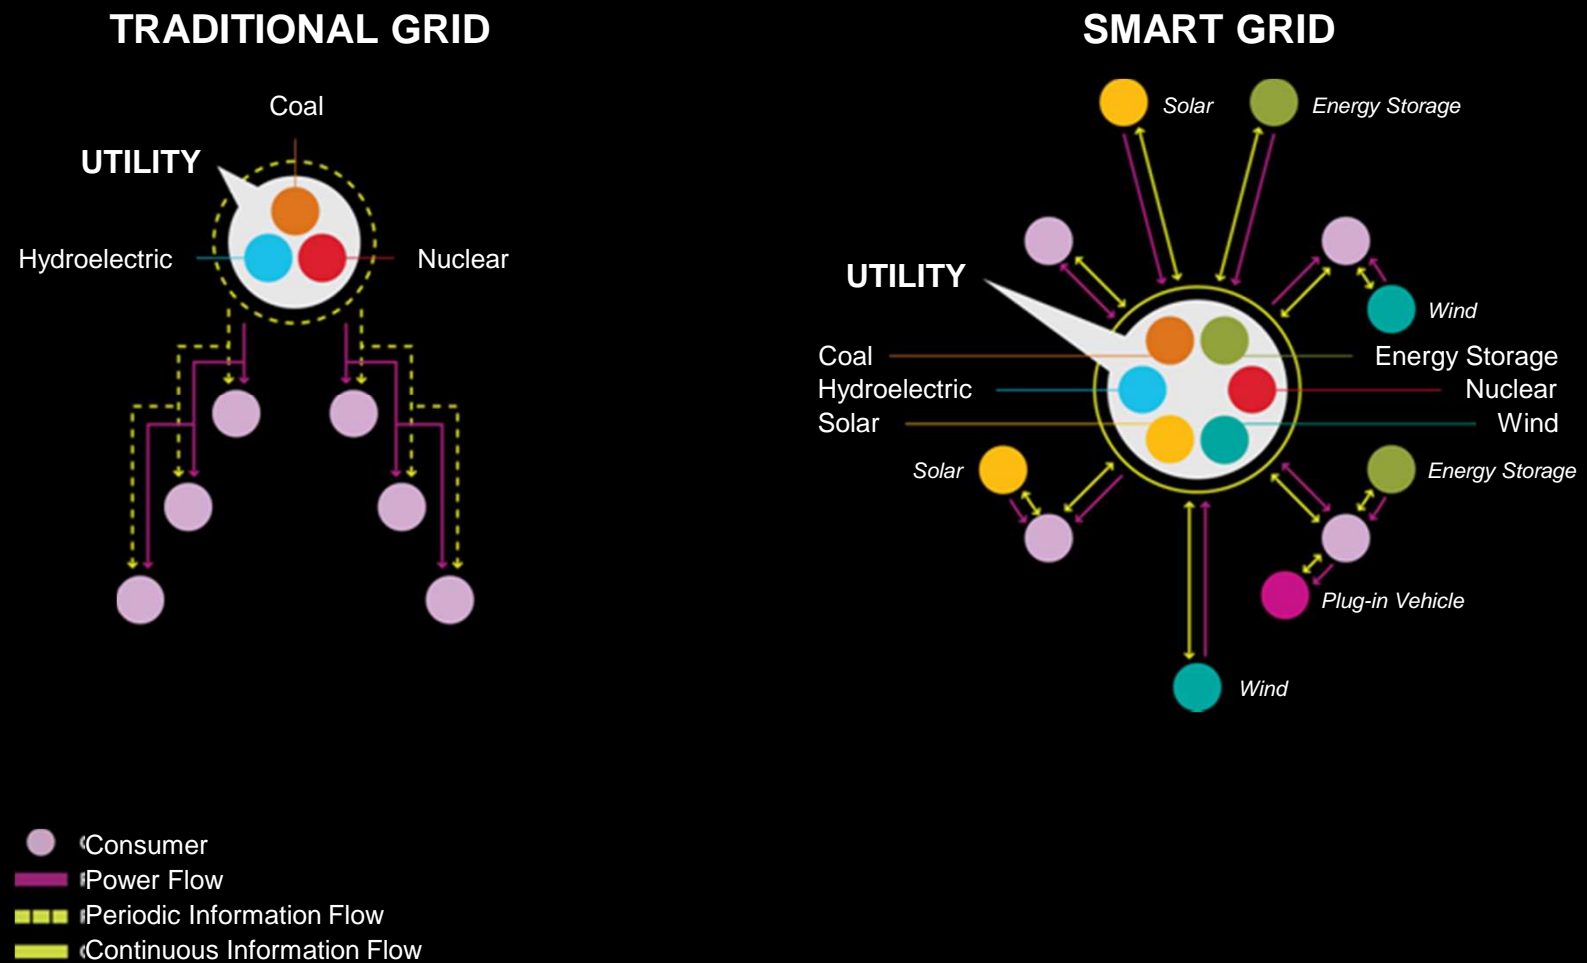 TRADITIONAL GRID
Coal
UTILITY
Hydroelectric
Nuclear
SMART GRID
Solar
Energy Storage
UTILITY
Wind
Coal
Energy Storage
Hydroelectric
Nuclear
Solar
Wind
Solar
Energy Storage
Plug-in Vehicle
Wind
Consumer
Power Flow
Periodic Information Flow
Continuous Information Flow